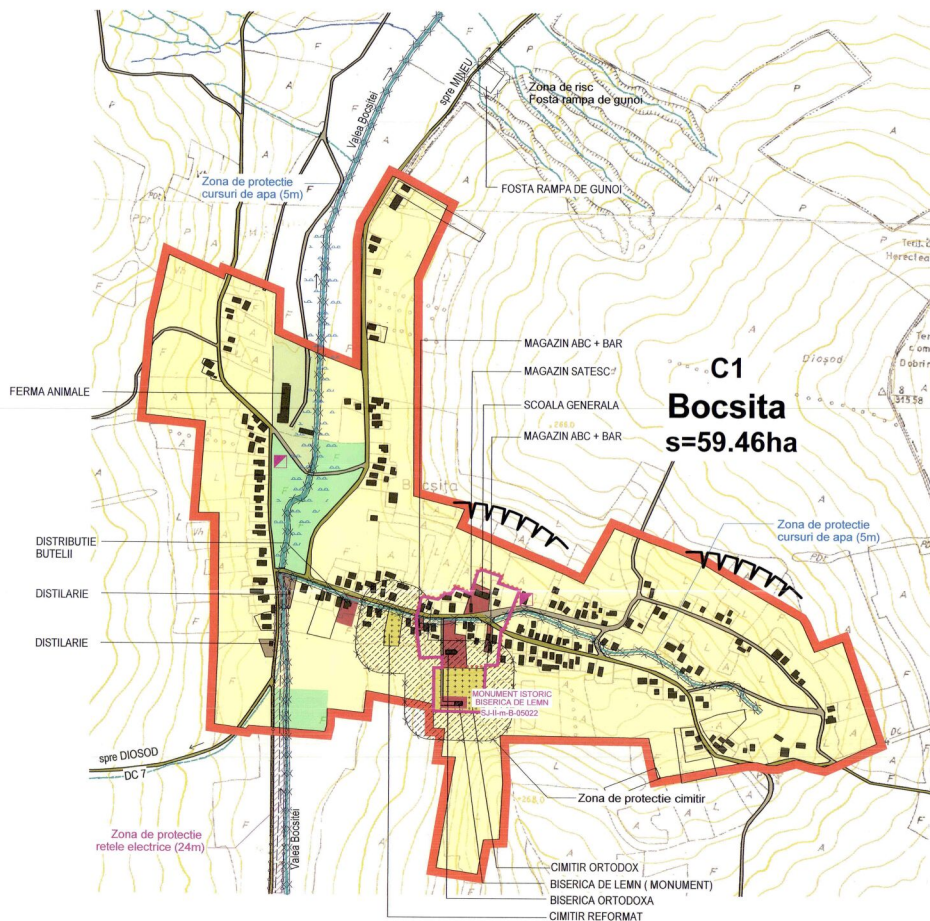 Zona de risc
Fosta rampa de gunoi
spre MINEU
Valea Bocsitei
Zona de protectie
cursuri de apa (5m)
FOSTA RAMPA DE GUNOI
MAGAZIN ABC + BAR
MAGAZIN SATESC
SCOALA GENERALA
MAGAZIN ABC + BAR
C1
Bocsita
s=59.46ha
Diosod
FERMA ANIMALE
DISTRIBUTIE
BUTELII
DISTILARIE
DISTILARIE
Zona de protectie
cursuri de apa (5m)
MONUMENT ISTORIC
BISERICA DE LEMN
SJ-II-m-B-05022
spre DIOSOD
DC 7
Zona de protectie
retele electrice (24m)
Valea Bocsitei
Zona de protectie cimitir
CIMITIR ORTODOX
BISERICA DE LEMN ( MONUMENT)
BISERICA ORTODOXA
CIMITIR REFORMAT